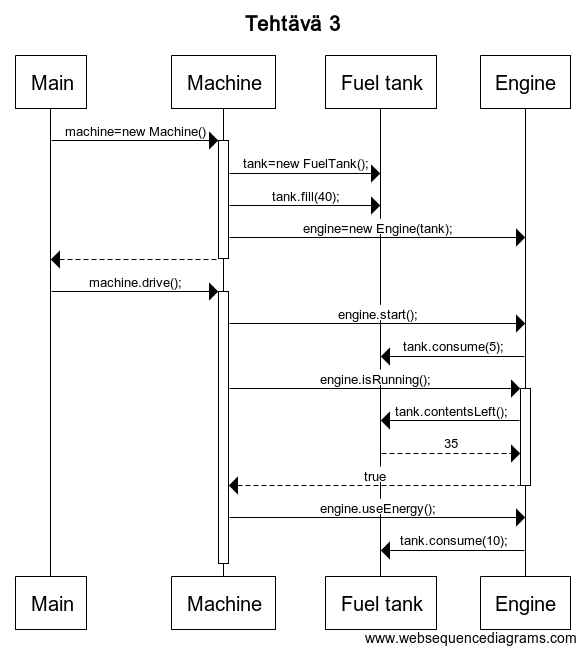 Tehtävä 3
Main Machine Fuel tank Engine
machine=new Machine()
tank=new FuelTank();
tank.fill(40);
engine=new Engine(tank);
machine.drive();
engine.start();
tank.consume(5);
engine.isRunning();
tank.contentsLeft();
35
true
engine.useEnergy();
tank.consume(10);
Main Machine Fuel tank Engine
www.websequencediagrams.com